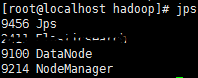 [root@localhost hadoop]# jps
9456 Jps
9100 DataNode
9214 NodeManager